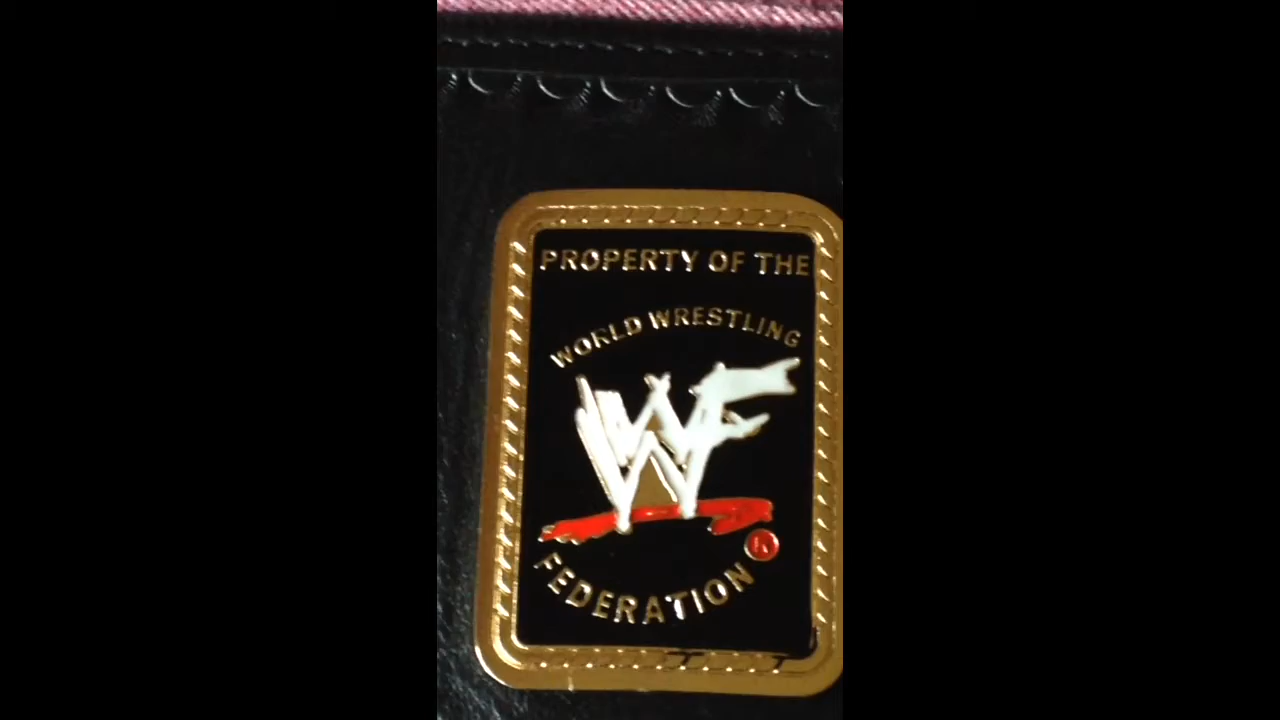 PROPERTY OF THE
WORLD WRESTLING
WF
FEDERATION ®